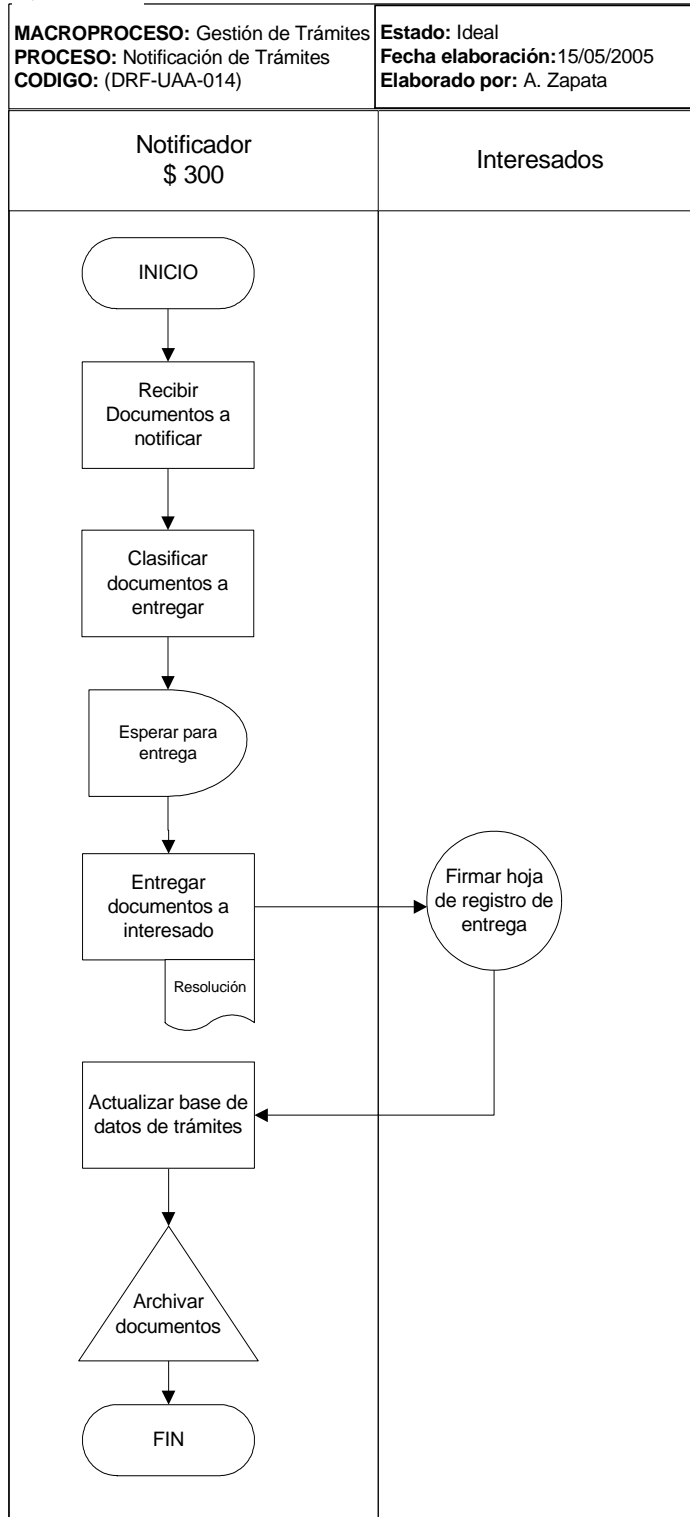 MACROPROCESO: Gestión de Trámites
PROCESO: Notificación de Trámites
CODIGO: (DRF-UAA-014)
Estado: Ideal
Fecha elaboración:15/05/2005
Elaborado por: A. Zapata
Notificador
$ 300
Interesados
INICIO
Recibir
Documentos a
notificar
Clasificar
documentos a
entregar
Esperar para
entrega
Entregar
documentos a
interesado
Resolución
Firmar hoja
de registro de
entrega
Actualizar base de
datos de trámites
Archivar
documentos
FIN